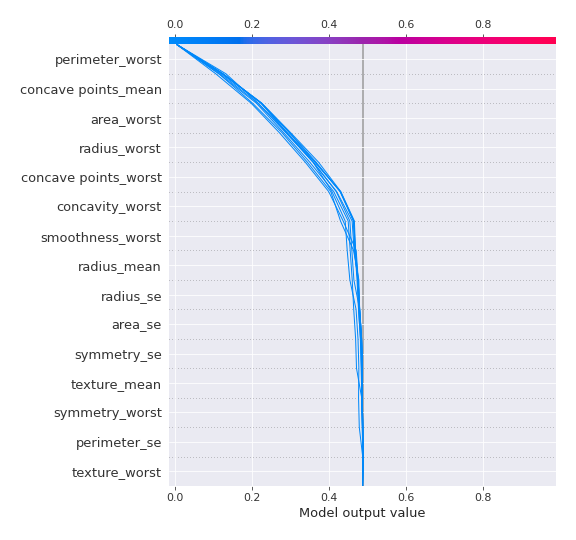 0.0 0.2 0.4 0.6 0.8
perimeter_worst
concave points_mean
area_worst
radius_worst
concave points_worst
concavity_worst
smoothness_worst
radius_mean
radius_se
area_se
symmetry_se
texture_mean
symmetry_worst
perimeter_se
texture_worst
0.0 0.2 0.4 0.6 0.8
Model output value